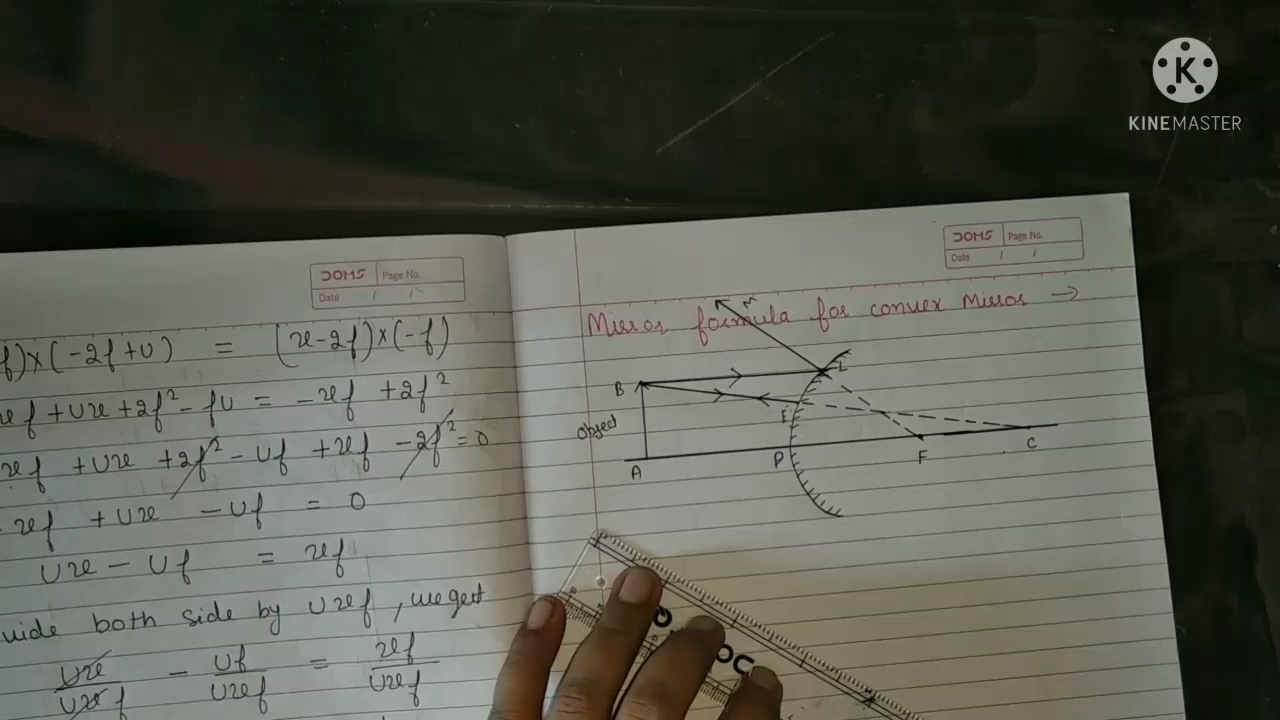 K
KINEMASTER
DOMS Page No.
Date / /
f)x(-2f+u) = (v-2f)x(-f)
vf +uv+2f² - fu = -vf +2f²
vf +uv +2f² - uf +vf -2f² = 0
- vf +uv - uf = 0
uv - uf = vf
vide both side by uvf, we get
uv/uvf - uf/uvf = vf/uvf
DOMS Page No.
Date / /
Mirror formula for convex Mirror →
M
B
L
object
E
A
P
F
C